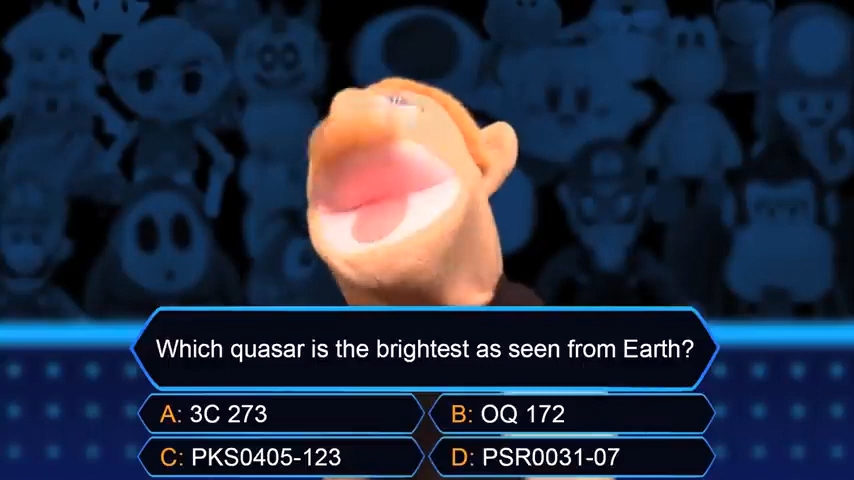 Which quasar is the brightest as seen from Earth?
A: 3C 273
B: OQ 172
C: PKS0405-123
D: PSR0031-07